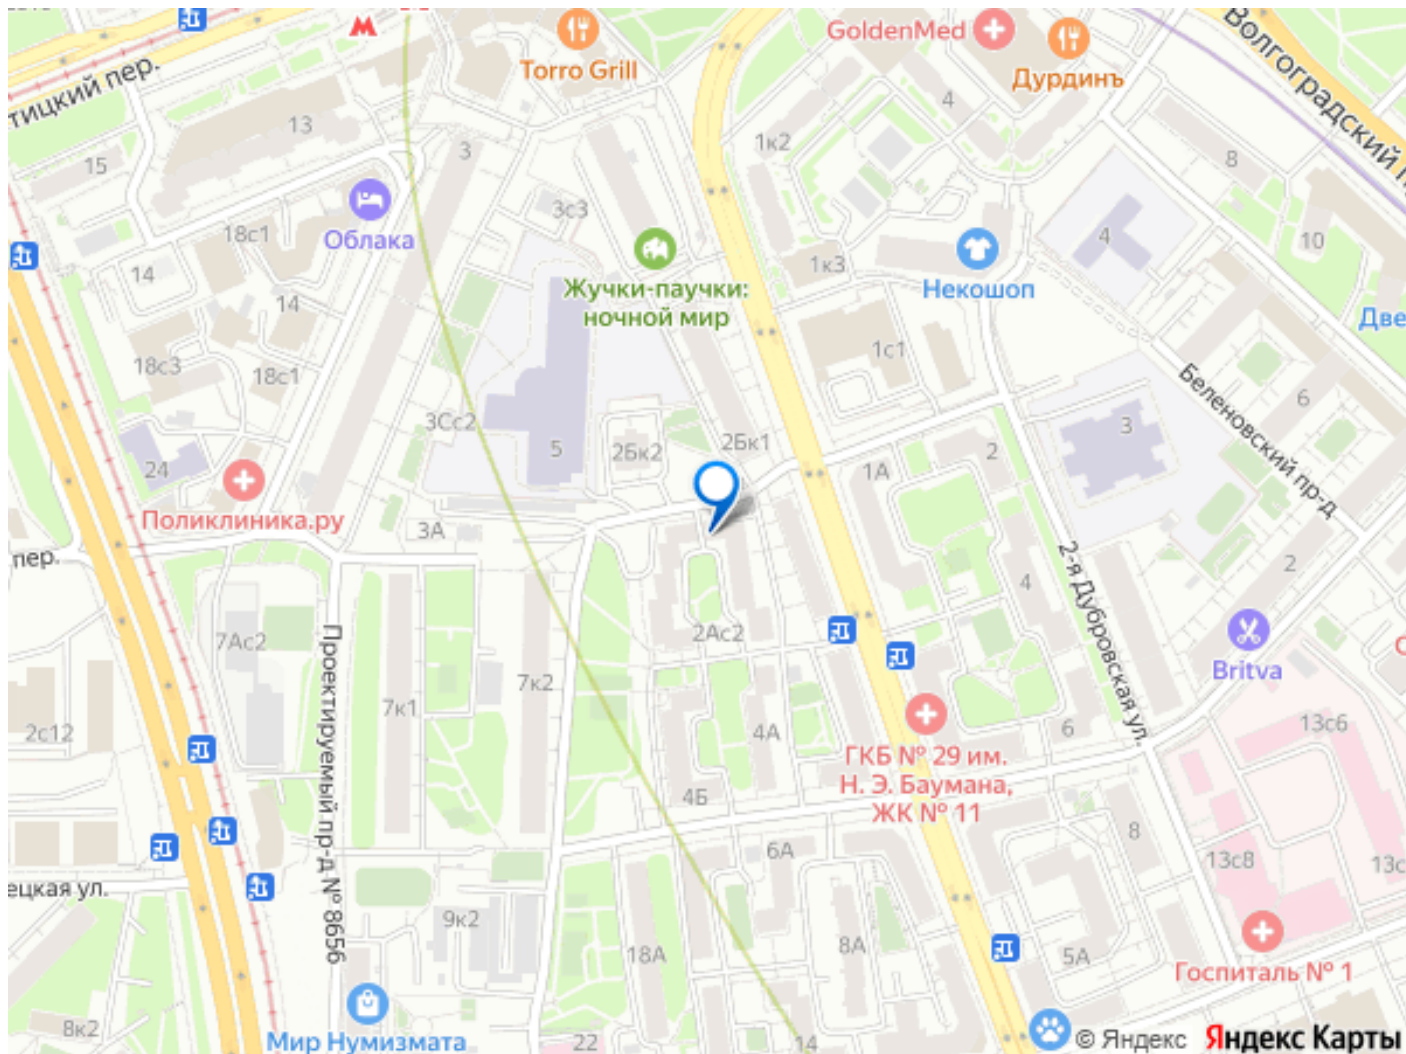 GoldenMed
Torro Grill
Дурдинъ
тицкий пер.
Волгоградский п
4
13
3
1к2
15
8
3с3
Облака
18с1
4
10
Жучки-паучки:
ночной мир
1к3
Некошоп
14
14
Две
18с3
18с1
1с1
Беленовский пр-д
6
3Сс2
3
5
2Бк2
2Бк1
2
24
1А
Поликлиника.ру
3А
пер.
2-я Дубровская ул.
2
4
7Ас2
2Ас2
Britva
Проектируемый пр-д № 8656
7к2
7к1
2с12
4А
6
13с6
ГКБ № 29 им.
Н. Э. Баумана,
ЖК № 11
4Б
8
6А
13с8
13с
ецкая ул.
9к2
18А
8А
5А
Госпиталь № 1
8к2
Мир Нумизмата
22
14
© Яндекс Яндекс Карты